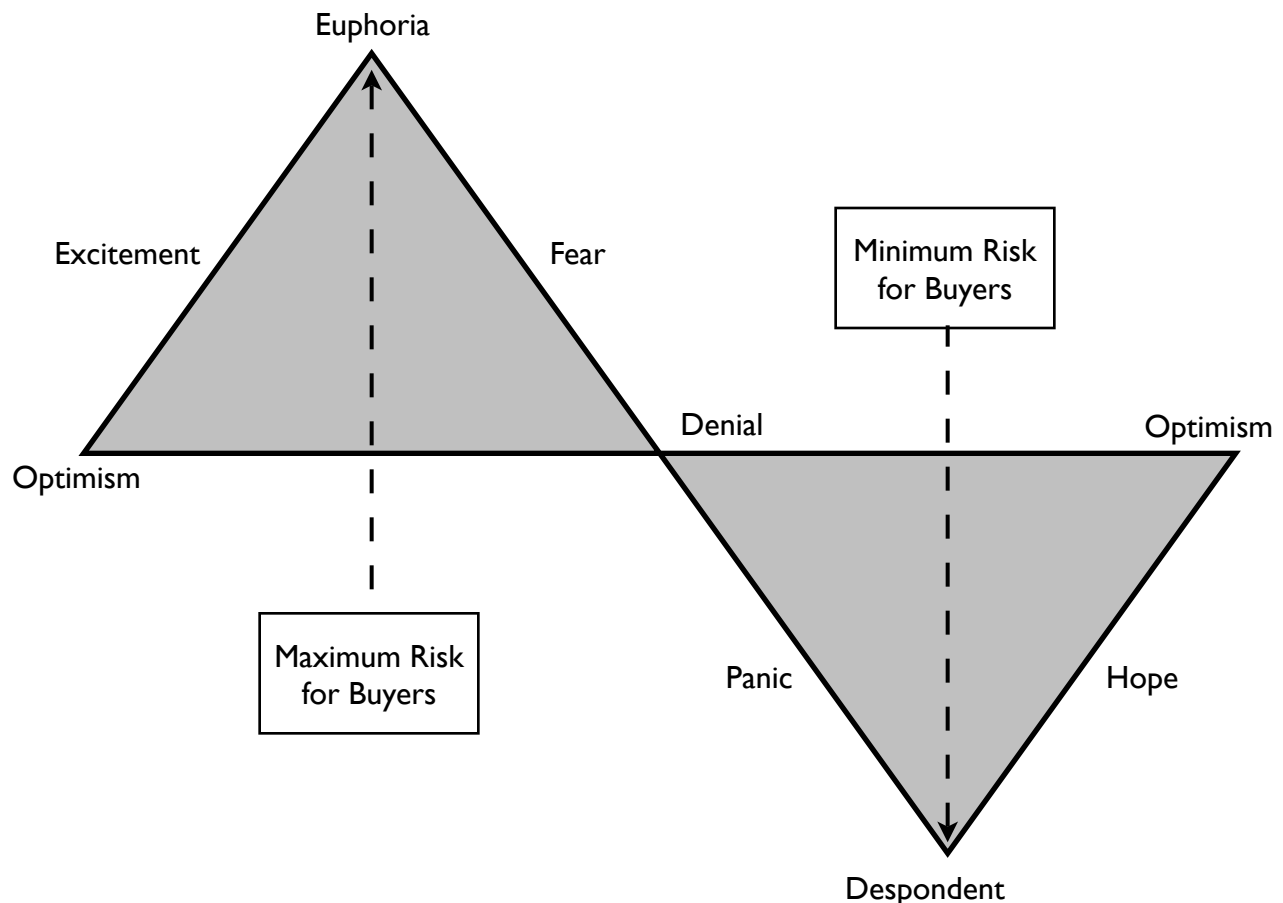 Euphoria
Excitement
Fear
Minimum Risk
for Buyers
Denial
Optimism
Optimism
Maximum Risk
for Buyers
Panic
Hope
Despondent